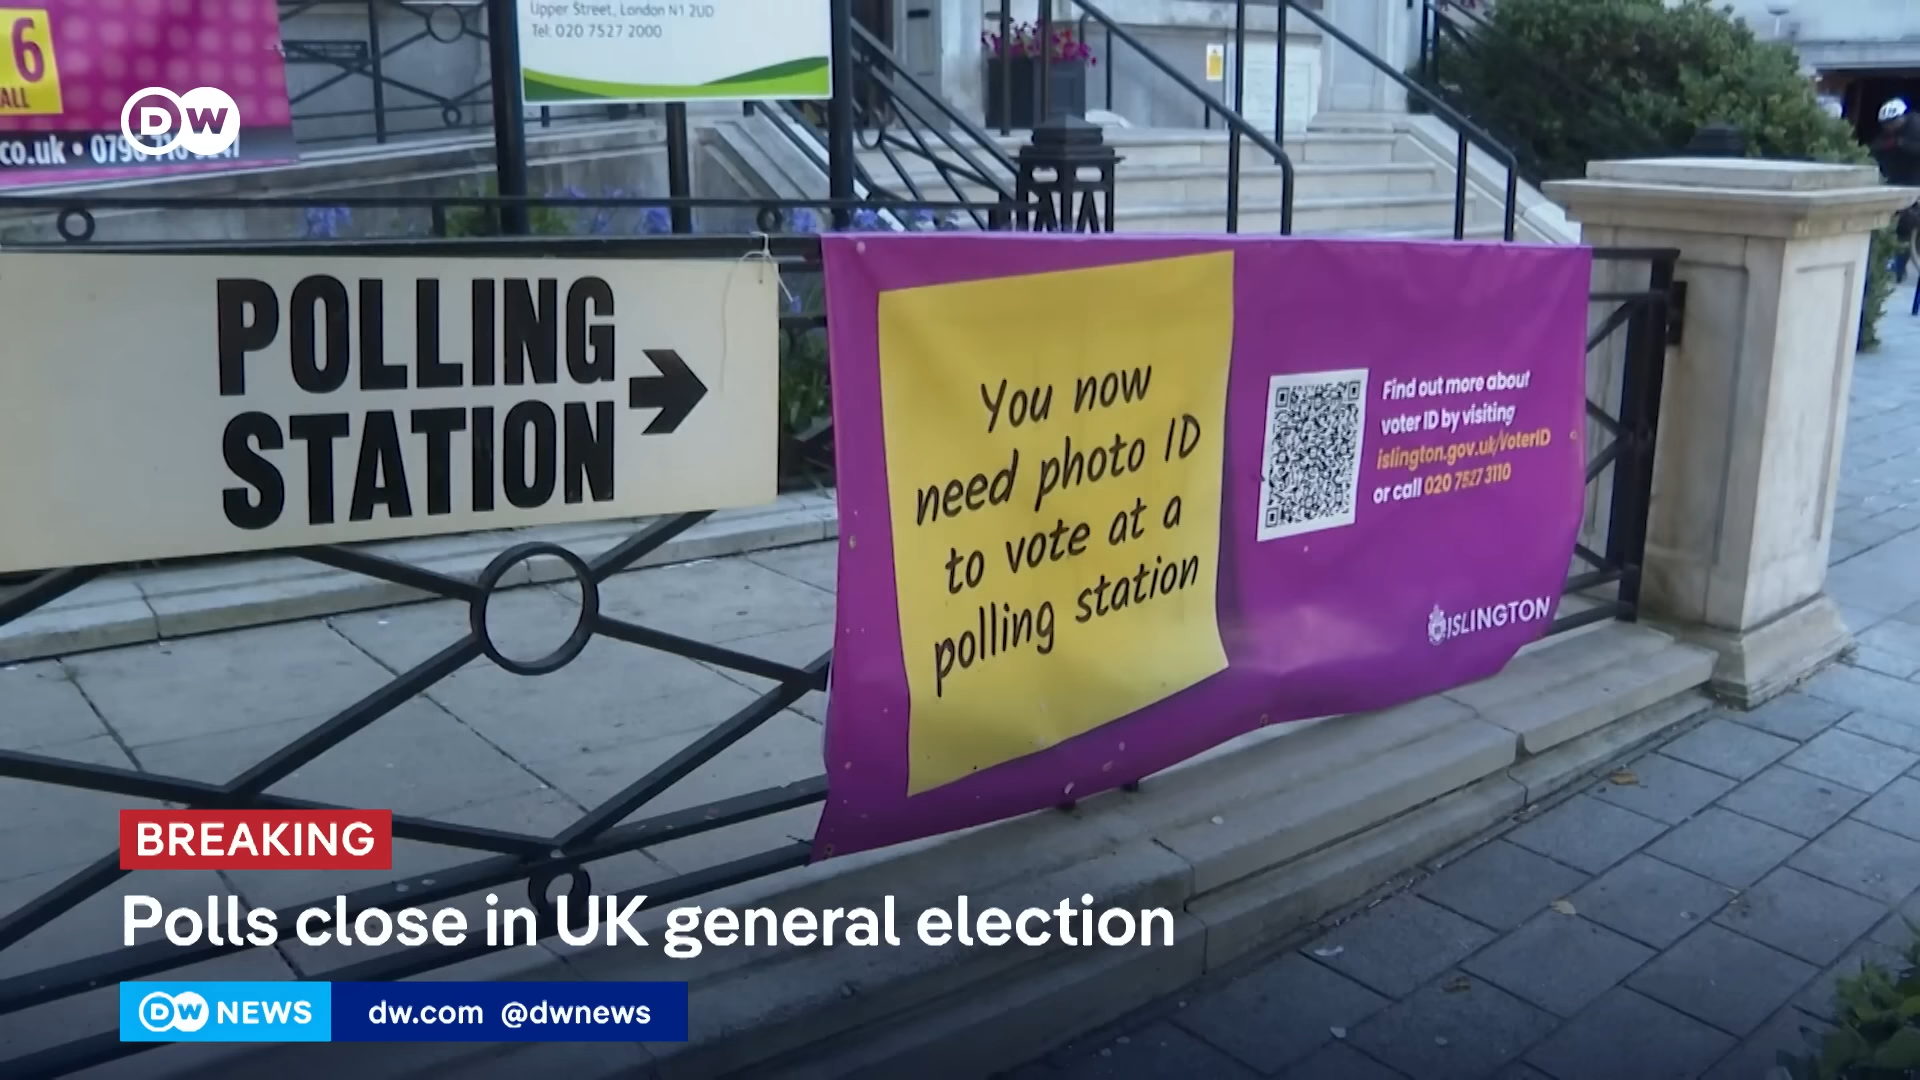 6
ALL
co.uk •
DW
Upper Street, London N1 2UD
Tel: 020 7527 2000
POLLING
STATION
You now
need photo ID
to vote at a
polling station
Find out more about
voter ID by visiting
islington.gov.uk/VoterID
or call 020 7527 3110
ISLINGTON
BREAKING
Polls close in UK general election
DW NEWS
dw.com @dwnews